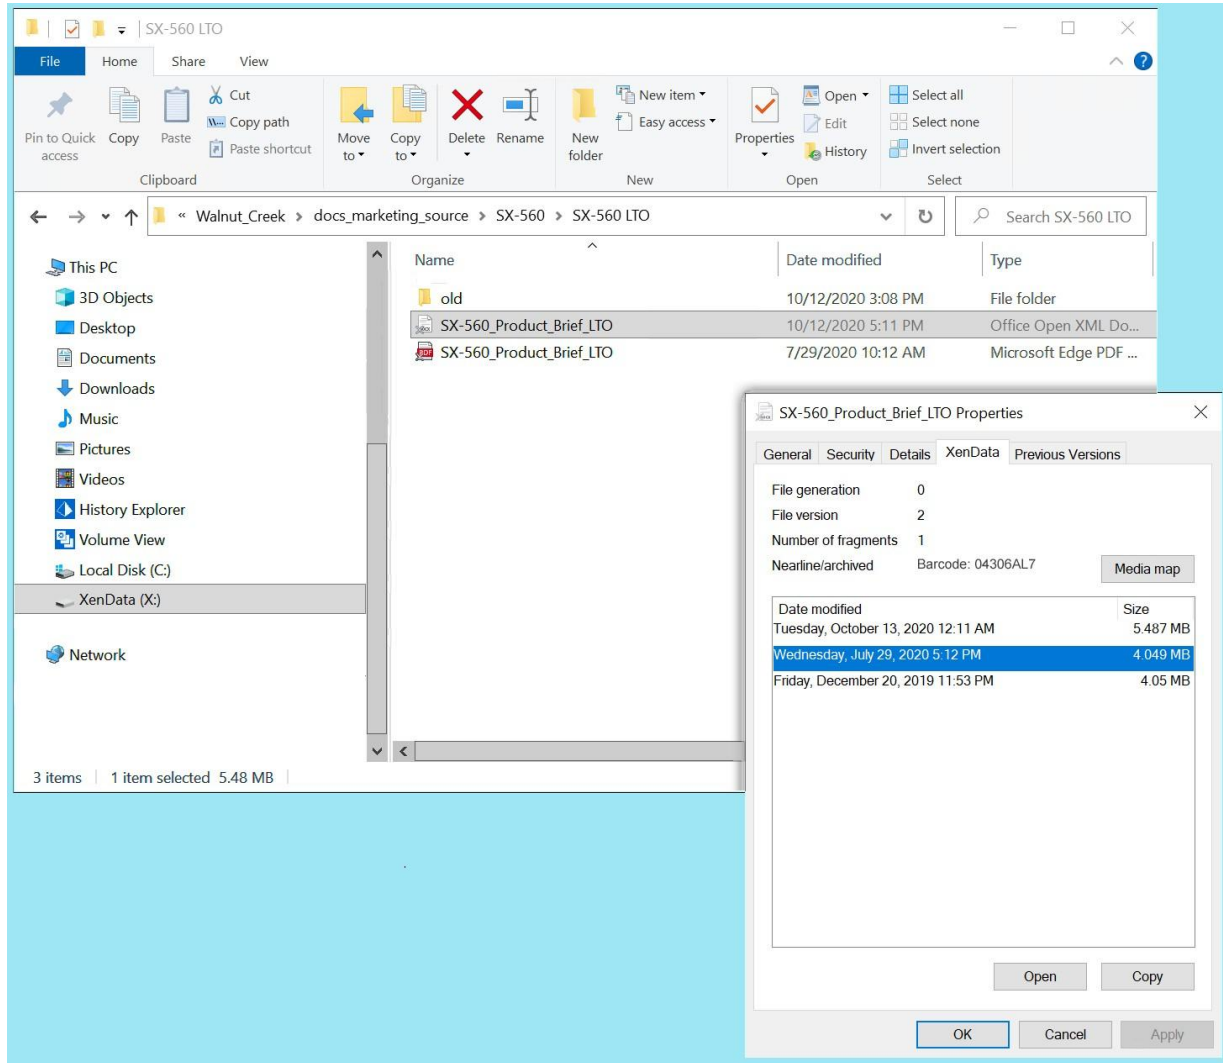 SX-560 LTO
File Home Share View
Pin to Quick access
Copy
Paste
Cut
Copy path
Paste shortcut
Clipboard
Move to
Copy to
Delete
Rename
Organize
New folder
New item
Easy access
New
Properties
Open
Edit
History
Open
Select all
Select none
Invert selection
Select
« Walnut_Creek > docs_marketing_source > SX-560 > SX-560 LTO
Search SX-560 LTO
This PC
3D Objects
Desktop
Documents
Downloads
Music
Pictures
Videos
History Explorer
Volume View
Local Disk (C:)
XenData (X:)
Network
Name Date modified Type
old 10/12/2020 3:08 PM File folder
SX-560_Product_Brief_LTO 10/12/2020 5:11 PM Office Open XML Do...
SX-560_Product_Brief_LTO 7/29/2020 10:12 AM Microsoft Edge PDF ...
3 items 1 item selected 5.48 MB
SX-560_Product_Brief_LTO Properties
General Security Details XenData Previous Versions
File generation 0
File version 2
Number of fragments 1
Nearline/archived Barcode: 04306AL7 Media map
Date modified Size
Tuesday, October 13, 2020 12:11 AM 5.487 MB
Wednesday, July 29, 2020 5:12 PM 4.049 MB
Friday, December 20, 2019 11:53 PM 4.05 MB
Open Copy
OK Cancel Apply